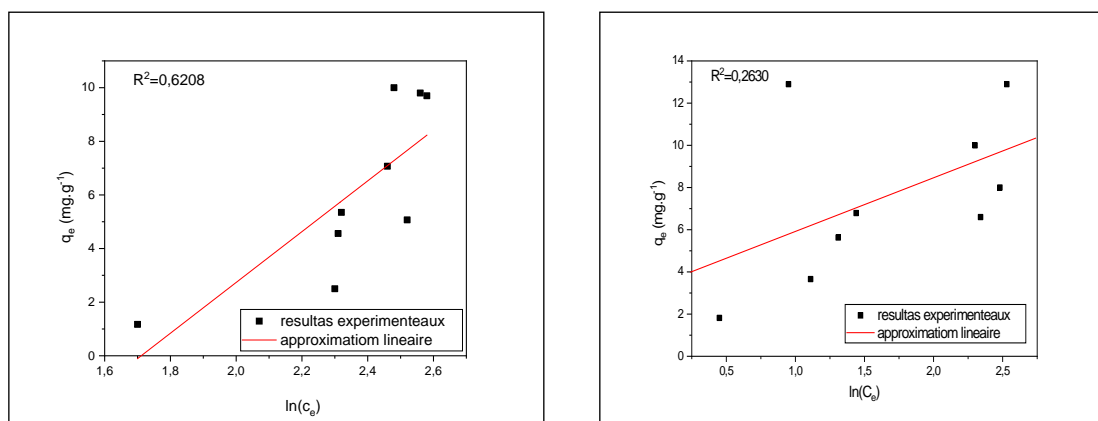 R²=0,6208
10
8
6
4
2
0
qₑ (mg.g⁻¹)
resultas experimenteaux
approximatiom lineaire
1,6 1,8 2,0 2,2 2,4 2,6
ln(cₑ)
R²=0,2630
14
12
10
8
6
4
2
0
qₑ (mg.g⁻¹)
resultas experimenteaux
approximatiom lineaire
0,5 1,0 1,5 2,0 2,5
ln(Cₑ)